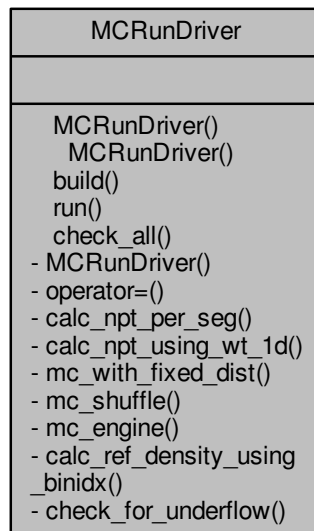 MCRunDriver
MCRunDriver()
MCRunDriver()
build()
run()
check_all()
- MCRunDriver()
- operator=()
- calc_npt_per_seg()
- calc_npt_using_wt_1d()
- mc_with_fixed_dist()
- mc_shuffle()
- mc_engine()
- calc_ref_density_using
_binidx()
- check_for_underflow()